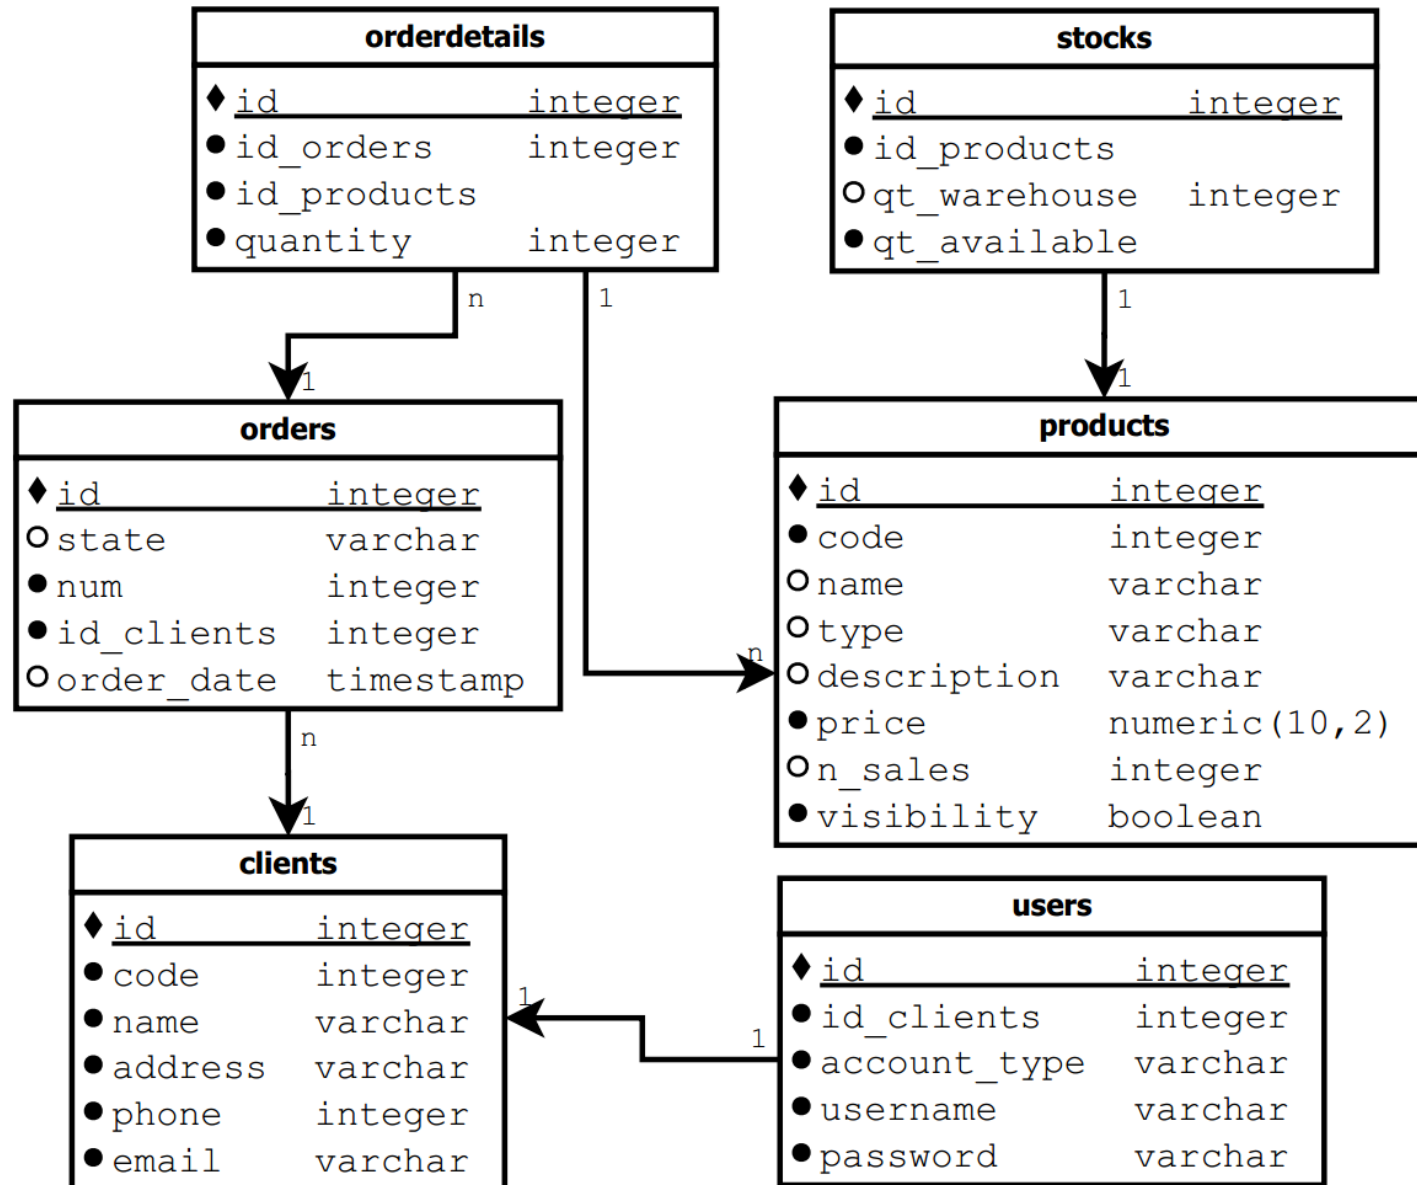 orderdetails
id integer
id_orders integer
id_products
quantity integer
n
1
1
n
stocks
id integer
id_products
qt_warehouse integer
qt_available
1
1
orders
id integer
state varchar
num integer
id_clients integer
order_date timestamp
n
1
products
id integer
code integer
name varchar
type varchar
description varchar
price numeric(10,2)
n_sales integer
visibility boolean
clients
id integer
code integer
name varchar
address varchar
phone integer
email varchar
1
1
users
id integer
id_clients integer
account_type varchar
username varchar
password varchar